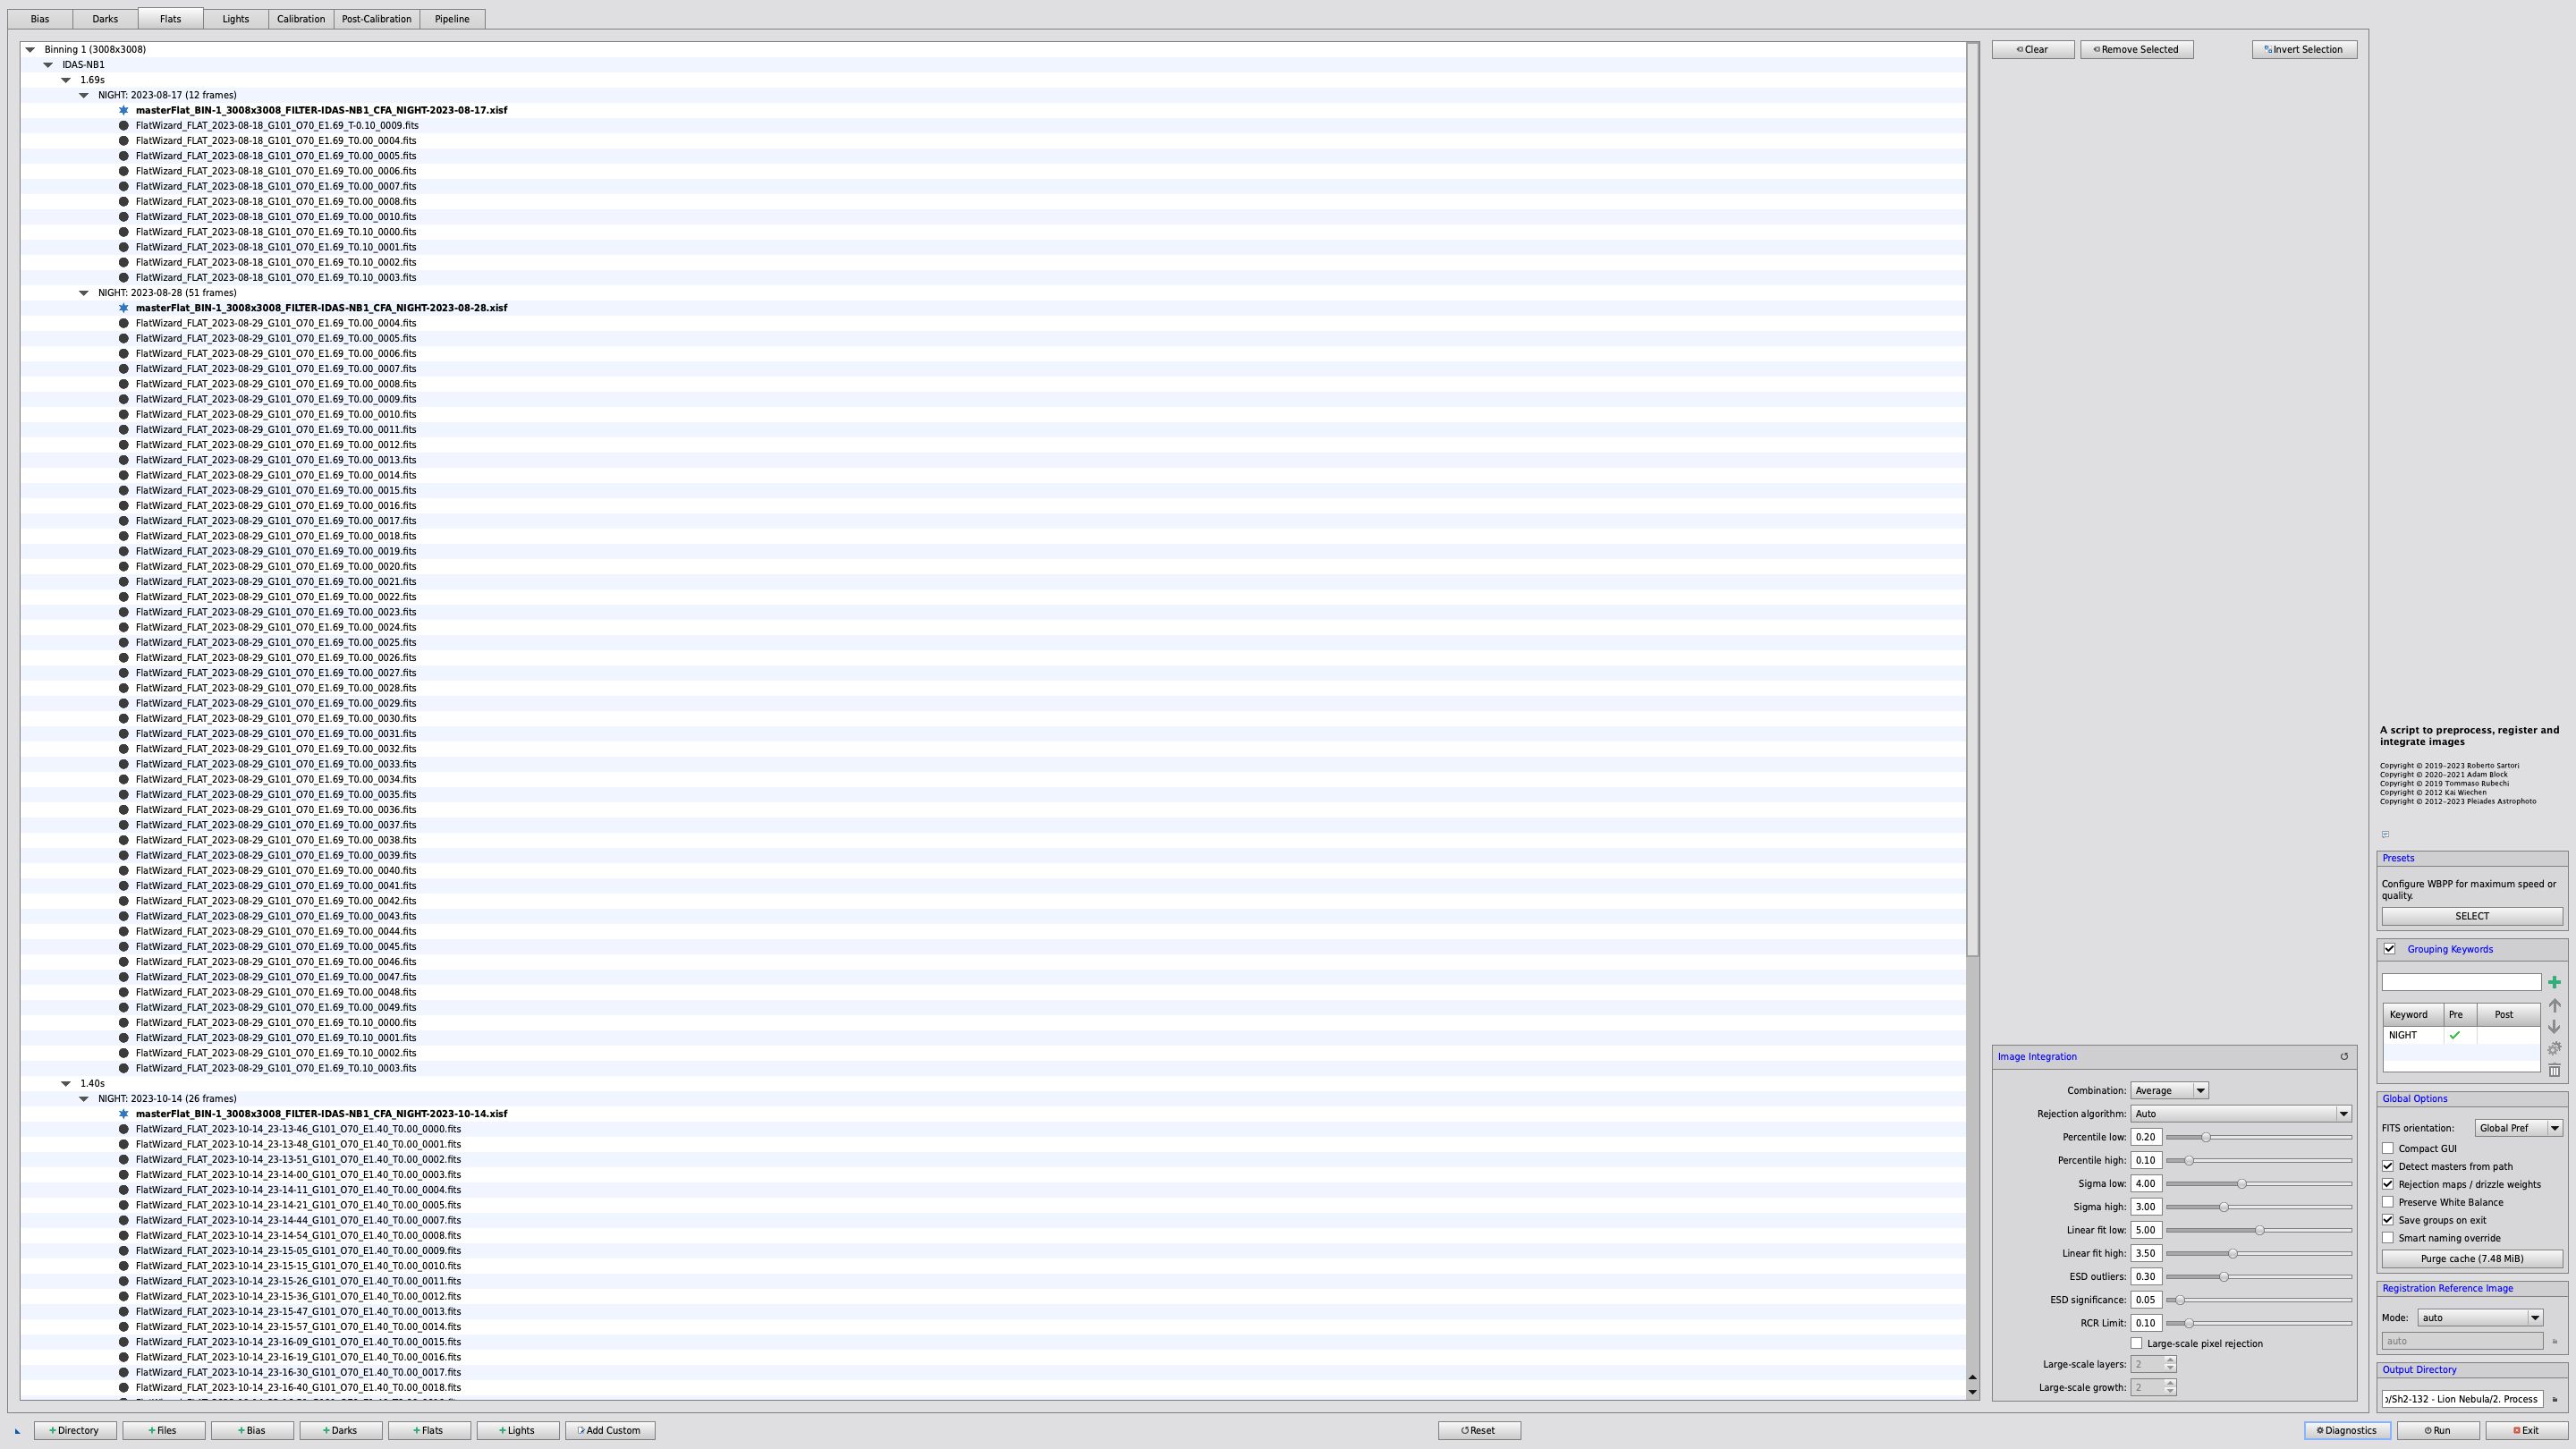 Bias Darks Flats Lights Calibration Post-Calibration Pipeline
Binning 1 (3008x3008)
IDAS-NB1
1.69s
NIGHT: 2023-08-17 (12 frames)
masterFlat_BIN-1_3008x3008_FILTER-IDAS-NB1_CFA_NIGHT-2023-08-17.xisf
FlatWizard_FLAT_2023-08-18_G101_O70_E1.69_T-0.10_0009.fits
FlatWizard_FLAT_2023-08-18_G101_O70_E1.69_T0.00_0004.fits
FlatWizard_FLAT_2023-08-18_G101_O70_E1.69_T0.00_0005.fits
FlatWizard_FLAT_2023-08-18_G101_O70_E1.69_T0.00_0006.fits
FlatWizard_FLAT_2023-08-18_G101_O70_E1.69_T0.00_0007.fits
FlatWizard_FLAT_2023-08-18_G101_O70_E1.69_T0.00_0008.fits
FlatWizard_FLAT_2023-08-18_G101_O70_E1.69_T0.00_0010.fits
FlatWizard_FLAT_2023-08-18_G101_O70_E1.69_T0.10_0000.fits
FlatWizard_FLAT_2023-08-18_G101_O70_E1.69_T0.10_0001.fits
FlatWizard_FLAT_2023-08-18_G101_O70_E1.69_T0.10_0002.fits
FlatWizard_FLAT_2023-08-18_G101_O70_E1.69_T0.10_0003.fits
NIGHT: 2023-08-28 (51 frames)
masterFlat_BIN-1_3008x3008_FILTER-IDAS-NB1_CFA_NIGHT-2023-08-28.xisf
FlatWizard_FLAT_2023-08-29_G101_O70_E1.69_T0.00_0004.fits
FlatWizard_FLAT_2023-08-29_G101_O70_E1.69_T0.00_0005.fits
FlatWizard_FLAT_2023-08-29_G101_O70_E1.69_T0.00_0006.fits
FlatWizard_FLAT_2023-08-29_G101_O70_E1.69_T0.00_0007.fits
FlatWizard_FLAT_2023-08-29_G101_O70_E1.69_T0.00_0008.fits
FlatWizard_FLAT_2023-08-29_G101_O70_E1.69_T0.00_0009.fits
FlatWizard_FLAT_2023-08-29_G101_O70_E1.69_T0.00_0010.fits
FlatWizard_FLAT_2023-08-29_G101_O70_E1.69_T0.00_0011.fits
FlatWizard_FLAT_2023-08-29_G101_O70_E1.69_T0.00_0012.fits
FlatWizard_FLAT_2023-08-29_G101_O70_E1.69_T0.00_0013.fits
FlatWizard_FLAT_2023-08-29_G101_O70_E1.69_T0.00_0014.fits
FlatWizard_FLAT_2023-08-29_G101_O70_E1.69_T0.00_0015.fits
FlatWizard_FLAT_2023-08-29_G101_O70_E1.69_T0.00_0016.fits
FlatWizard_FLAT_2023-08-29_G101_O70_E1.69_T0.00_0017.fits
FlatWizard_FLAT_2023-08-29_G101_O70_E1.69_T0.00_0018.fits
FlatWizard_FLAT_2023-08-29_G101_O70_E1.69_T0.00_0019.fits
FlatWizard_FLAT_2023-08-29_G101_O70_E1.69_T0.00_0020.fits
FlatWizard_FLAT_2023-08-29_G101_O70_E1.69_T0.00_0021.fits
FlatWizard_FLAT_2023-08-29_G101_O70_E1.69_T0.00_0022.fits
FlatWizard_FLAT_2023-08-29_G101_O70_E1.69_T0.00_0023.fits
FlatWizard_FLAT_2023-08-29_G101_O70_E1.69_T0.00_0024.fits
FlatWizard_FLAT_2023-08-29_G101_O70_E1.69_T0.00_0025.fits
FlatWizard_FLAT_2023-08-29_G101_O70_E1.69_T0.00_0026.fits
FlatWizard_FLAT_2023-08-29_G101_O70_E1.69_T0.00_0027.fits
FlatWizard_FLAT_2023-08-29_G101_O70_E1.69_T0.00_0028.fits
FlatWizard_FLAT_2023-08-29_G101_O70_E1.69_T0.00_0029.fits
FlatWizard_FLAT_2023-08-29_G101_O70_E1.69_T0.00_0030.fits
FlatWizard_FLAT_2023-08-29_G101_O70_E1.69_T0.00_0031.fits
FlatWizard_FLAT_2023-08-29_G101_O70_E1.69_T0.00_0032.fits
FlatWizard_FLAT_2023-08-29_G101_O70_E1.69_T0.00_0033.fits
FlatWizard_FLAT_2023-08-29_G101_O70_E1.69_T0.00_0034.fits
FlatWizard_FLAT_2023-08-29_G101_O70_E1.69_T0.00_0035.fits
FlatWizard_FLAT_2023-08-29_G101_O70_E1.69_T0.00_0036.fits
FlatWizard_FLAT_2023-08-29_G101_O70_E1.69_T0.00_0037.fits
FlatWizard_FLAT_2023-08-29_G101_O70_E1.69_T0.00_0038.fits
FlatWizard_FLAT_2023-08-29_G101_O70_E1.69_T0.00_0039.fits
FlatWizard_FLAT_2023-08-29_G101_O70_E1.69_T0.00_0040.fits
FlatWizard_FLAT_2023-08-29_G101_O70_E1.69_T0.00_0041.fits
FlatWizard_FLAT_2023-08-29_G101_O70_E1.69_T0.00_0042.fits
FlatWizard_FLAT_2023-08-29_G101_O70_E1.69_T0.00_0043.fits
FlatWizard_FLAT_2023-08-29_G101_O70_E1.69_T0.00_0044.fits
FlatWizard_FLAT_2023-08-29_G101_O70_E1.69_T0.00_0045.fits
FlatWizard_FLAT_2023-08-29_G101_O70_E1.69_T0.00_0046.fits
FlatWizard_FLAT_2023-08-29_G101_O70_E1.69_T0.00_0047.fits
FlatWizard_FLAT_2023-08-29_G101_O70_E1.69_T0.00_0048.fits
FlatWizard_FLAT_2023-08-29_G101_O70_E1.69_T0.00_0049.fits
FlatWizard_FLAT_2023-08-29_G101_O70_E1.69_T0.10_0000.fits
FlatWizard_FLAT_2023-08-29_G101_O70_E1.69_T0.10_0001.fits
FlatWizard_FLAT_2023-08-29_G101_O70_E1.69_T0.10_0002.fits
FlatWizard_FLAT_2023-08-29_G101_O70_E1.69_T0.10_0003.fits
1.40s
NIGHT: 2023-10-14 (26 frames)
masterFlat_BIN-1_3008x3008_FILTER-IDAS-NB1_CFA_NIGHT-2023-10-14.xisf
FlatWizard_FLAT_2023-10-14_23-13-46_G101_O70_E1.40_T0.00_0000.fits
FlatWizard_FLAT_2023-10-14_23-13-48_G101_O70_E1.40_T0.00_0001.fits
FlatWizard_FLAT_2023-10-14_23-13-51_G101_O70_E1.40_T0.00_0002.fits
FlatWizard_FLAT_2023-10-14_23-14-00_G101_O70_E1.40_T0.00_0003.fits
FlatWizard_FLAT_2023-10-14_23-14-11_G101_O70_E1.40_T0.00_0004.fits
FlatWizard_FLAT_2023-10-14_23-14-21_G101_O70_E1.40_T0.00_0005.fits
FlatWizard_FLAT_2023-10-14_23-14-44_G101_O70_E1.40_T0.00_0007.fits
FlatWizard_FLAT_2023-10-14_23-14-54_G101_O70_E1.40_T0.00_0008.fits
FlatWizard_FLAT_2023-10-14_23-15-05_G101_O70_E1.40_T0.00_0009.fits
FlatWizard_FLAT_2023-10-14_23-15-15_G101_O70_E1.40_T0.00_0010.fits
FlatWizard_FLAT_2023-10-14_23-15-26_G101_O70_E1.40_T0.00_0011.fits
FlatWizard_FLAT_2023-10-14_23-15-36_G101_O70_E1.40_T0.00_0012.fits
FlatWizard_FLAT_2023-10-14_23-15-47_G101_O70_E1.40_T0.00_0013.fits
FlatWizard_FLAT_2023-10-14_23-15-57_G101_O70_E1.40_T0.00_0014.fits
FlatWizard_FLAT_2023-10-14_23-16-09_G101_O70_E1.40_T0.00_0015.fits
FlatWizard_FLAT_2023-10-14_23-16-19_G101_O70_E1.40_T0.00_0016.fits
FlatWizard_FLAT_2023-10-14_23-16-30_G101_O70_E1.40_T0.00_0017.fits
FlatWizard_FLAT_2023-10-14_23-16-40_G101_O70_E1.40_T0.00_0018.fits
Clear Remove Selected Invert Selection
Image Integration
Combination: Average
Rejection algorithm: Auto
Percentile low: 0.20
Percentile high: 0.10
Sigma low: 4.00
Sigma high: 3.00
Linear fit low: 5.00
Linear fit high: 3.50
ESD outliers: 0.30
ESD significance: 0.05
RCR Limit: 0.10
Large-scale pixel rejection
Large-scale layers: 2
Large-scale growth: 2
A script to preprocess, register and
integrate images
Copyright © 2019-2023 Roberto Sartori
Copyright © 2020-2021 Adam Block
Copyright © 2019 Tommaso Rubechi
Copyright © 2012 Kai Wiechen
Copyright © 2012-2023 Pleiades Astrophoto
Presets
Configure WBPP for maximum speed or
quality.
SELECT
Grouping Keywords
Keyword Pre Post
NIGHT
Global Options
FITS orientation: Global Pref
Compact GUI
Detect masters from path
Rejection maps / drizzle weights
Preserve White Balance
Save groups on exit
Smart naming override
Purge cache (7.48 MiB)
Registration Reference Image
Mode: auto
auto
Output Directory
/Sh2-132 - Lion Nebula/2. Process
Directory Files Bias Darks Flats Lights Add Custom Reset Diagnostics Run Exit